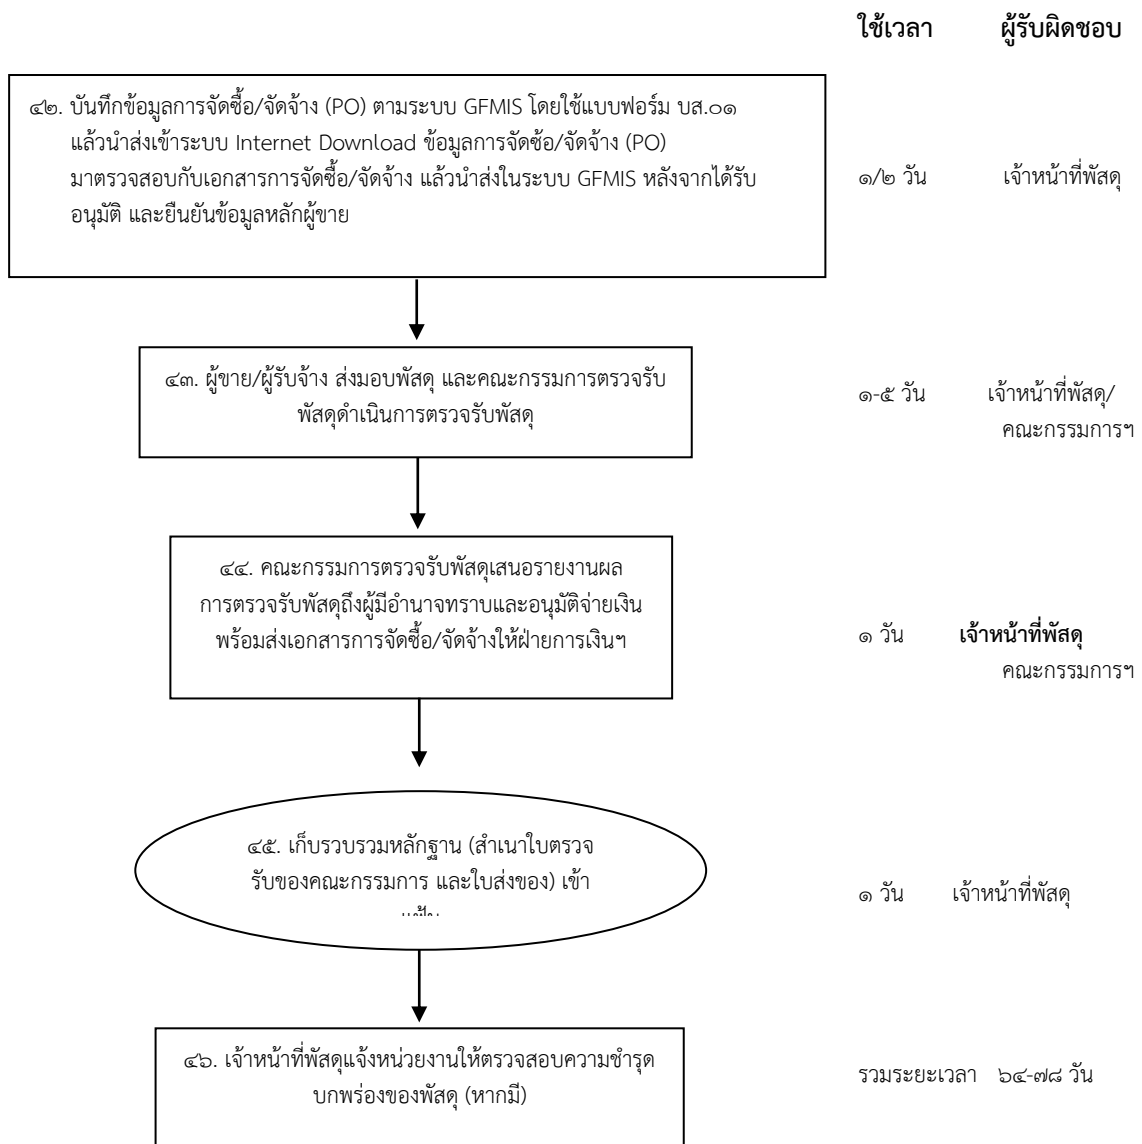 ใช้เวลา ผู้รับผิดชอบ
๔๒. บันทึกข้อมูลการจัดซื้อ/จัดจ้าง (PO) ตามระบบ GFMIS โดยใช้แบบฟอร์ม บส.๐๑
แล้วนำส่งเข้าระบบ Internet Download ข้อมูลการจัดซ้อ/จัดจ้าง (PO)
มาตรวจสอบกับเอกสารการจัดซื้อ/จัดจ้าง แล้วนำส่งในระบบ GFMIS หลังจากได้รับ
อนุมัติ และยืนยันข้อมูลหลักผู้ขาย
๑/๒ วัน เจ้าหน้าที่พัสดุ
๔๓. ผู้ขาย/ผู้รับจ้าง ส่งมอบพัสดุ และคณะกรรมการตรวจรับ
พัสดุดำเนินการตรวจรับพัสดุ
๑-๕ วัน เจ้าหน้าที่พัสดุ/
คณะกรรมการฯ
๔๔. คณะกรรมการตรวจรับพัสดุเสนอรายงานผล
การตรวจรับพัสดุถึงผู้มีอำนาจทราบและอนุมัติจ่ายเงิน
พร้อมส่งเอกสารการจัดซื้อ/จัดจ้างให้ฝ่ายการเงินฯ
๑ วัน เจ้าหน้าที่พัสดุ
คณะกรรมการฯ
๔๕. เก็บรวบรวมหลักฐาน (สำเนาใบตรวจ
รับของคณะกรรมการ และใบส่งของ) เข้า
๑ วัน เจ้าหน้าที่พัสดุ
๔๖. เจ้าหน้าที่พัสดุแจ้งหน่วยงานให้ตรวจสอบความชำรุด
บกพร่องของพัสดุ (หากมี)
รวมระยะเวลา ๖๔-๗๘ วัน